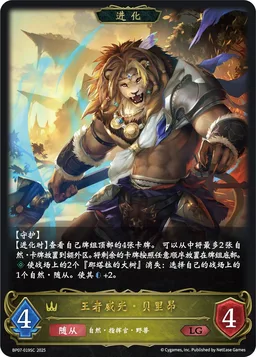 进化
【守护】
【进化时】查看自己牌组顶部的4张卡牌。可以从中将最多2张自
然·卡牌放置到额外区。将剩余的卡牌按照任意顺序放置在牌组底部。
使战场上的2个『那塔拉的大树』消失:选择自己的战场上的
1个自然·随从。使其+2。
4
王者威光·贝里昂
4
随从
自然·指挥官·野兽
LG
BP07-019SC 2025
© Cygames, Inc. Published by NetEase Games